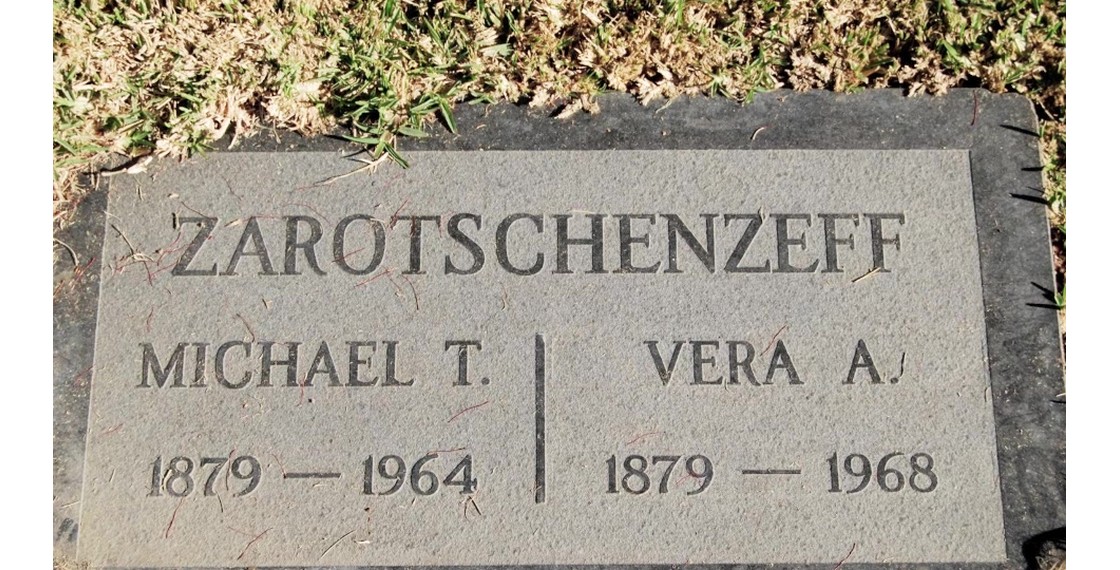 ZAROTSCHENZEFF
MICHAEL T.
1879 — 1964
VERA A.
1879 — 1968